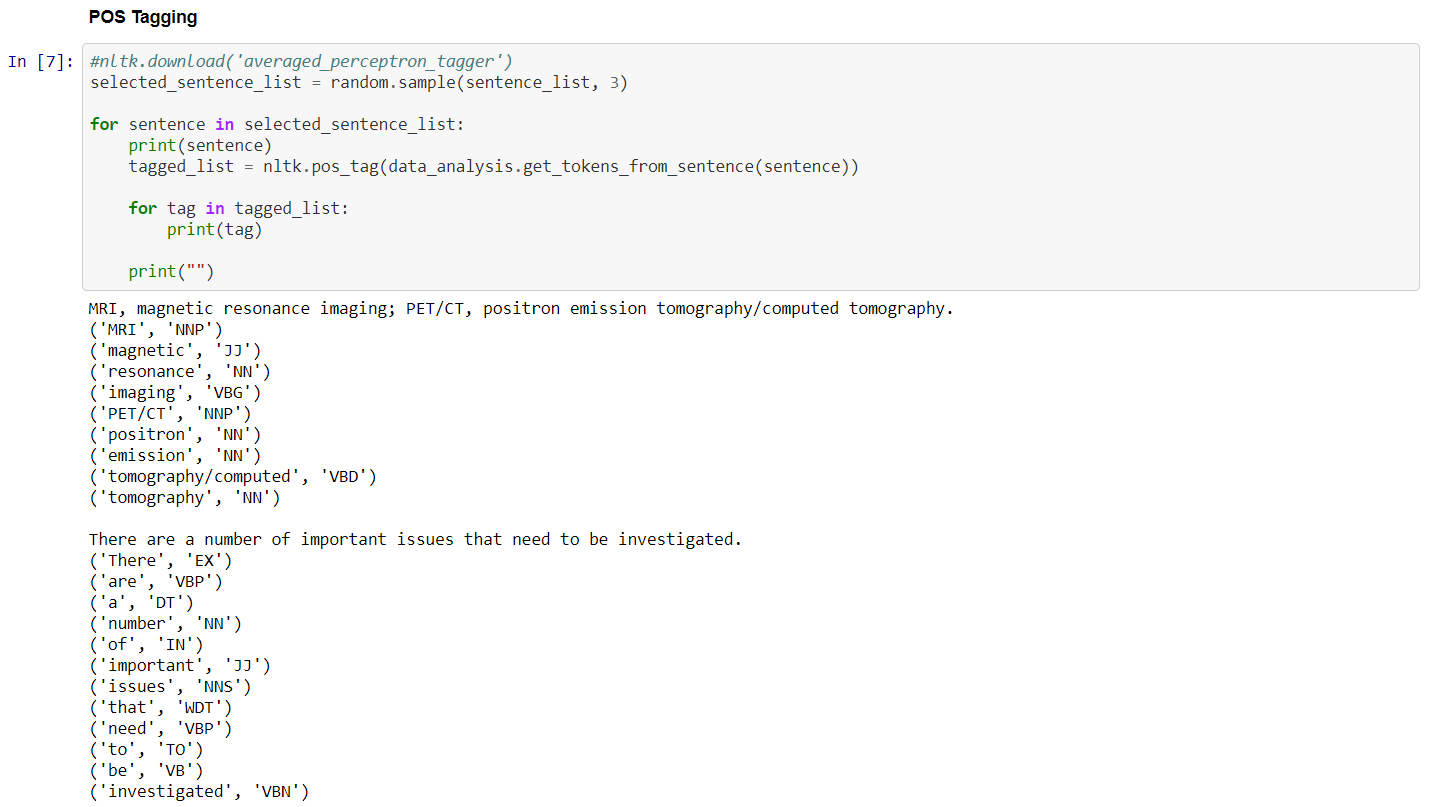 POS Tagging
In [7]:
#nltk.download('averaged_perceptron_tagger')
selected_sentence_list = random.sample(sentence_list, 3)
for sentence in selected_sentence_list:
    print(sentence)
    tagged_list = nltk.pos_tag(data_analysis.get_tokens_from_sentence(sentence))
    for tag in tagged_list:
        print(tag)
    print("")
MRI, magnetic resonance imaging; PET/CT, positron emission tomography/computed tomography.
('MRI', 'NNP')
('magnetic', 'JJ')
('resonance', 'NN')
('imaging', 'VBG')
('PET/CT', 'NNP')
('positron', 'NN')
('emission', 'NN')
('tomography/computed', 'VBD')
('tomography', 'NN')
There are a number of important issues that need to be investigated.
('There', 'EX')
('are', 'VBP')
('a', 'DT')
('number', 'NN')
('of', 'IN')
('important', 'JJ')
('issues', 'NNS')
('that', 'WDT')
('need', 'VBP')
('to', 'TO')
('be', 'VB')
('investigated', 'VBN')